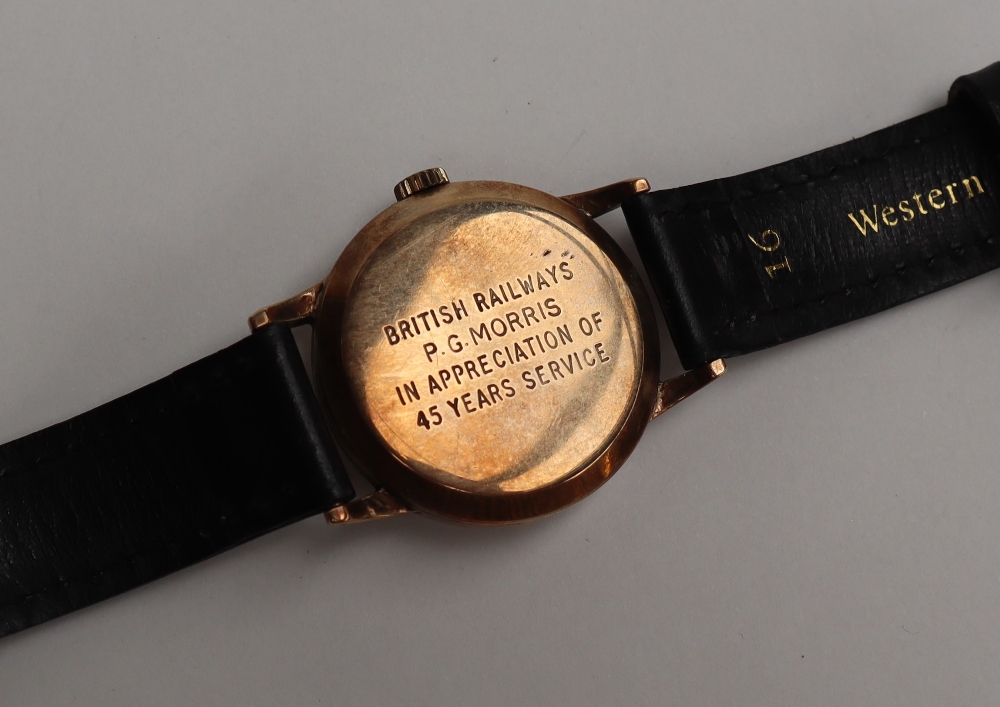 BRITISH RAILWAYS
P.G. MORRIS
IN APPRECIATION OF
45 YEARS SERVICE
16
Western